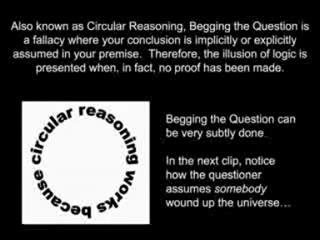 Also known as Circular Reasoning, Begging the Question is
a fallacy where your conclusion is implicitly or explicitly
assumed in your premise. Therefore, the illusion of logic is
presented when, in fact, no proof has been made.
circular reasoning works because
Begging the Question can
be very subtly done.
In the next clip, notice
how the questioner
assumes somebody
wound up the universe…